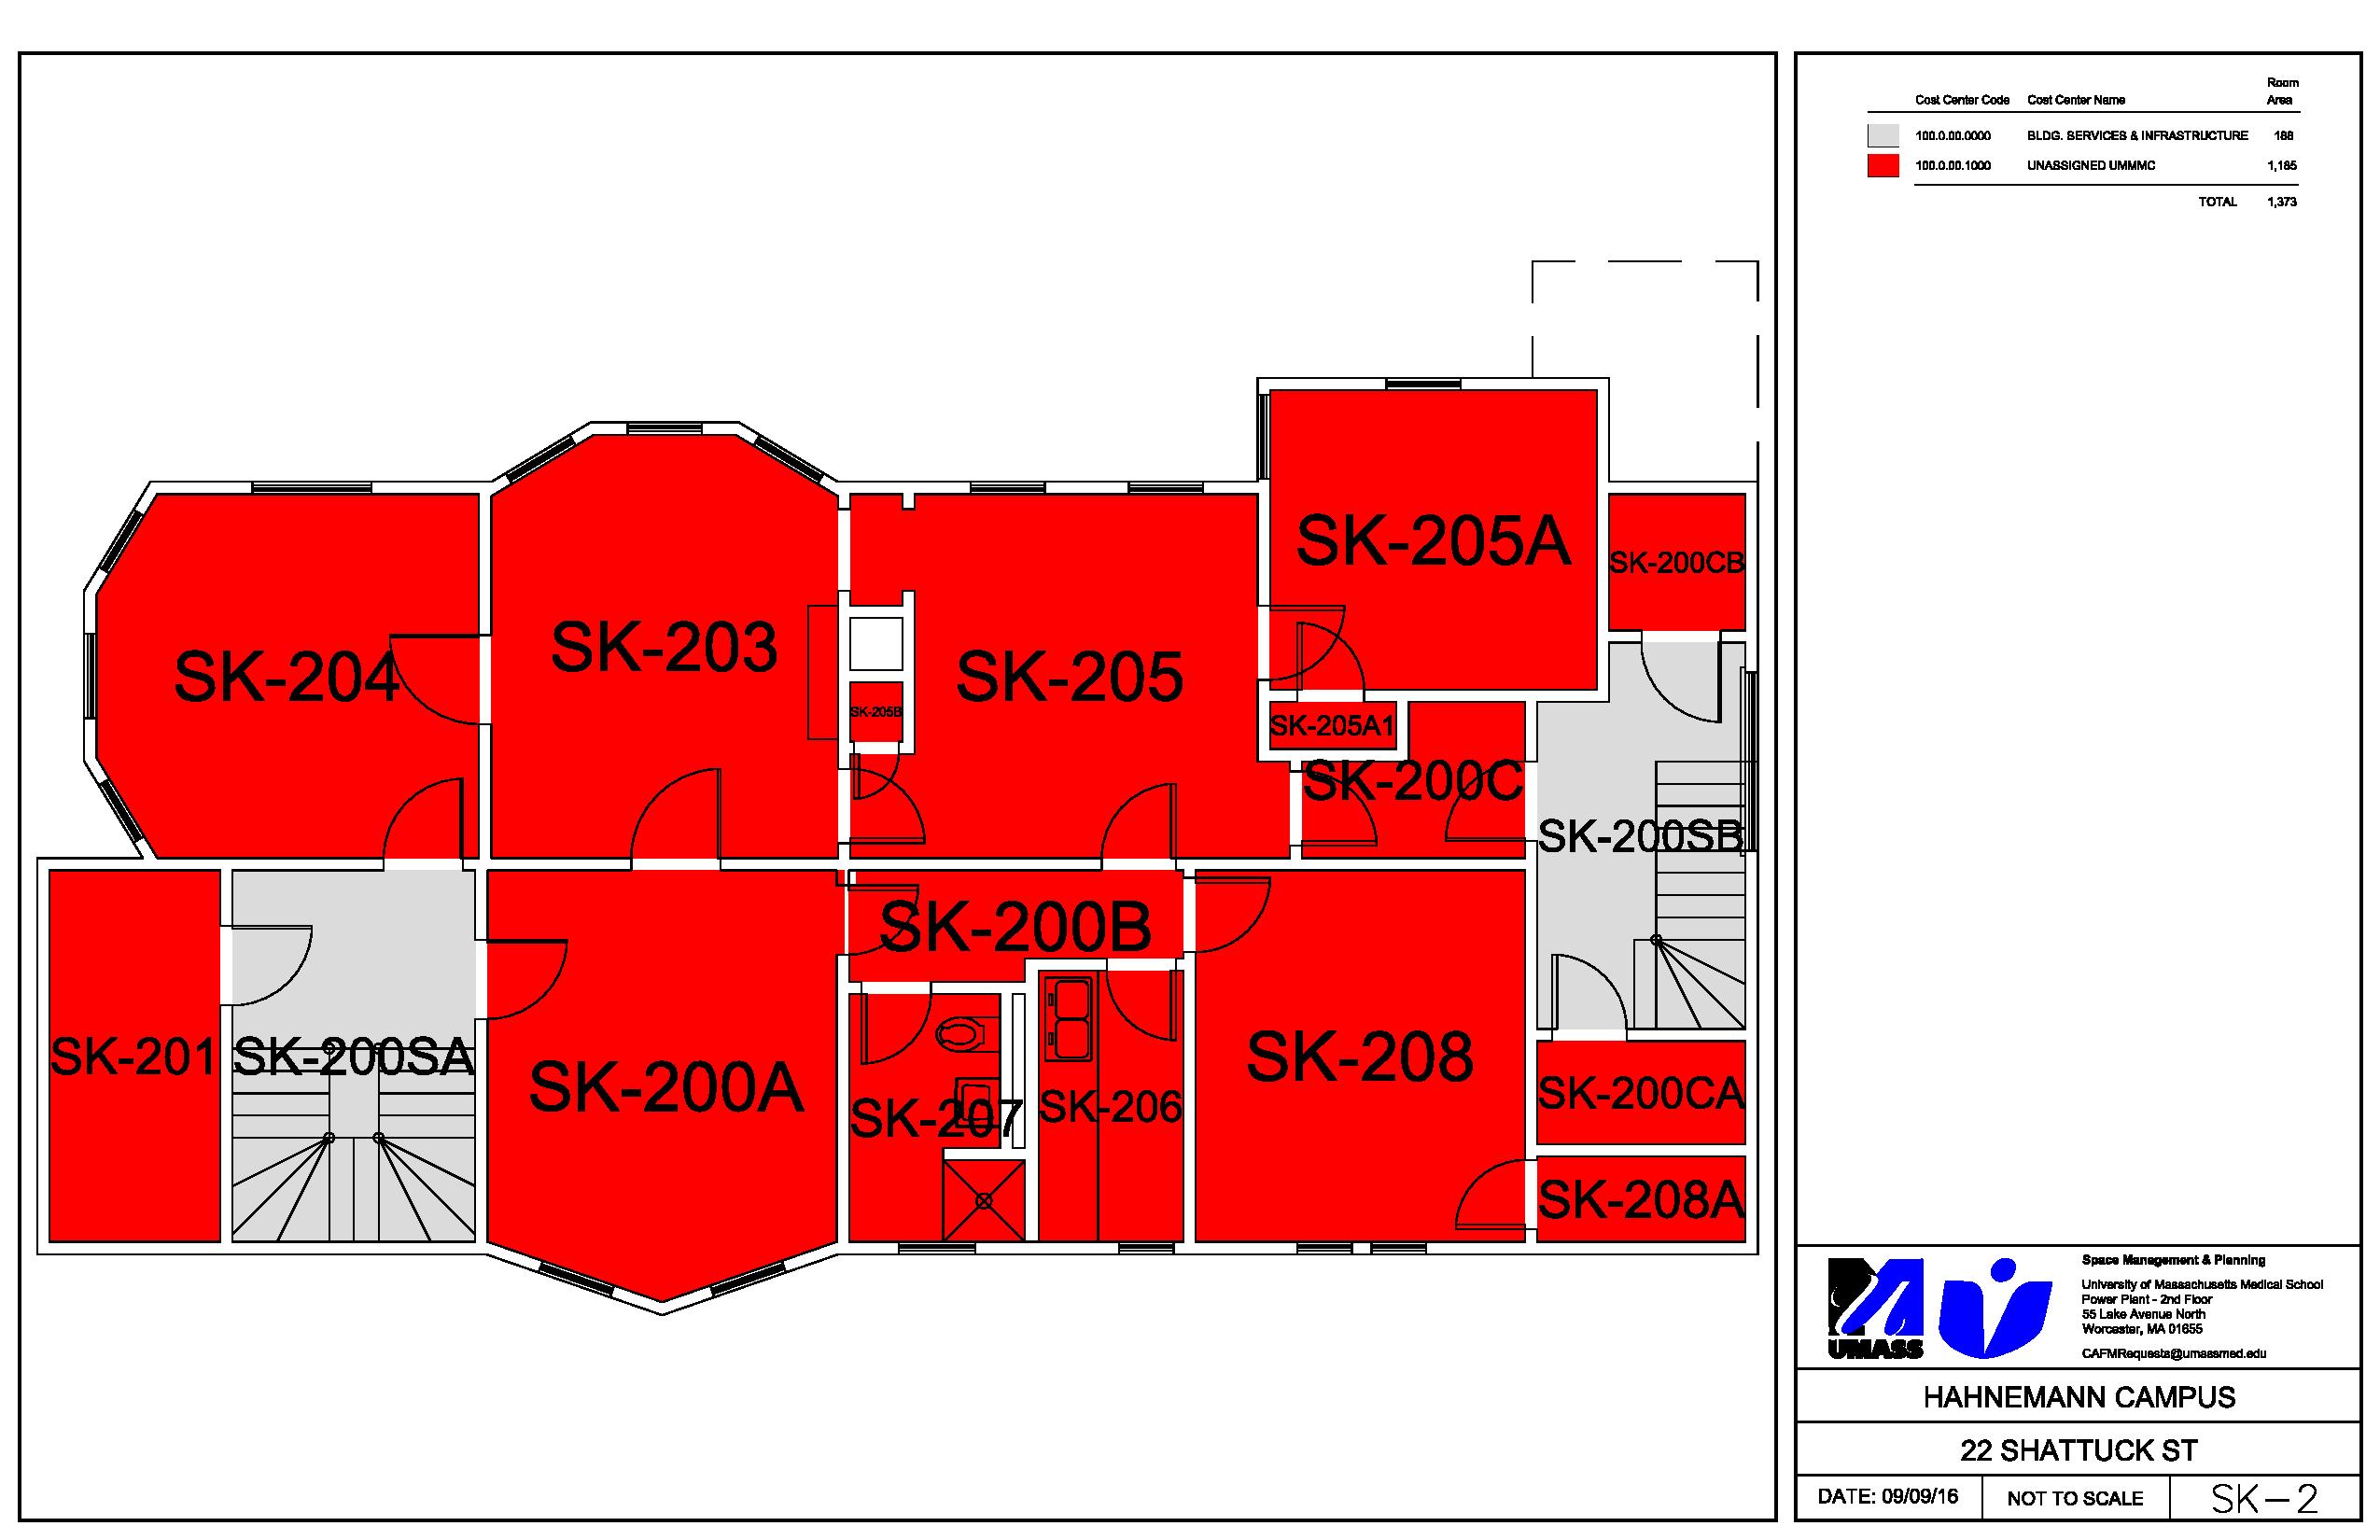 Room
Cost Center Code Cost Center Name Area
100.0.00.0000 BLDG. SERVICES & INFRASTRUCTURE 188
100.0.00.1000 UNASSIGNED UMMMC 1,185
TOTAL 1,373
SK-205A
SK-200CB
SK-203
SK-204
SK-205
SK-205B
SK-205A1
SK-200C
SK-200SB
SK-200B
SK-201
SK-200SA
SK-200A
SK-207
SK-206
SK-208
SK-200CA
SK-208A
UMASS
Space Management & Planning
University of Massachusetts Medical School
Power Plant - 2nd Floor
55 Lake Avenue North
Worcester, MA 01655
CAFMRequests@umassmed.edu
HAHNEMANN CAMPUS
22 SHATTUCK ST
DATE: 09/09/16 NOT TO SCALE SK-2